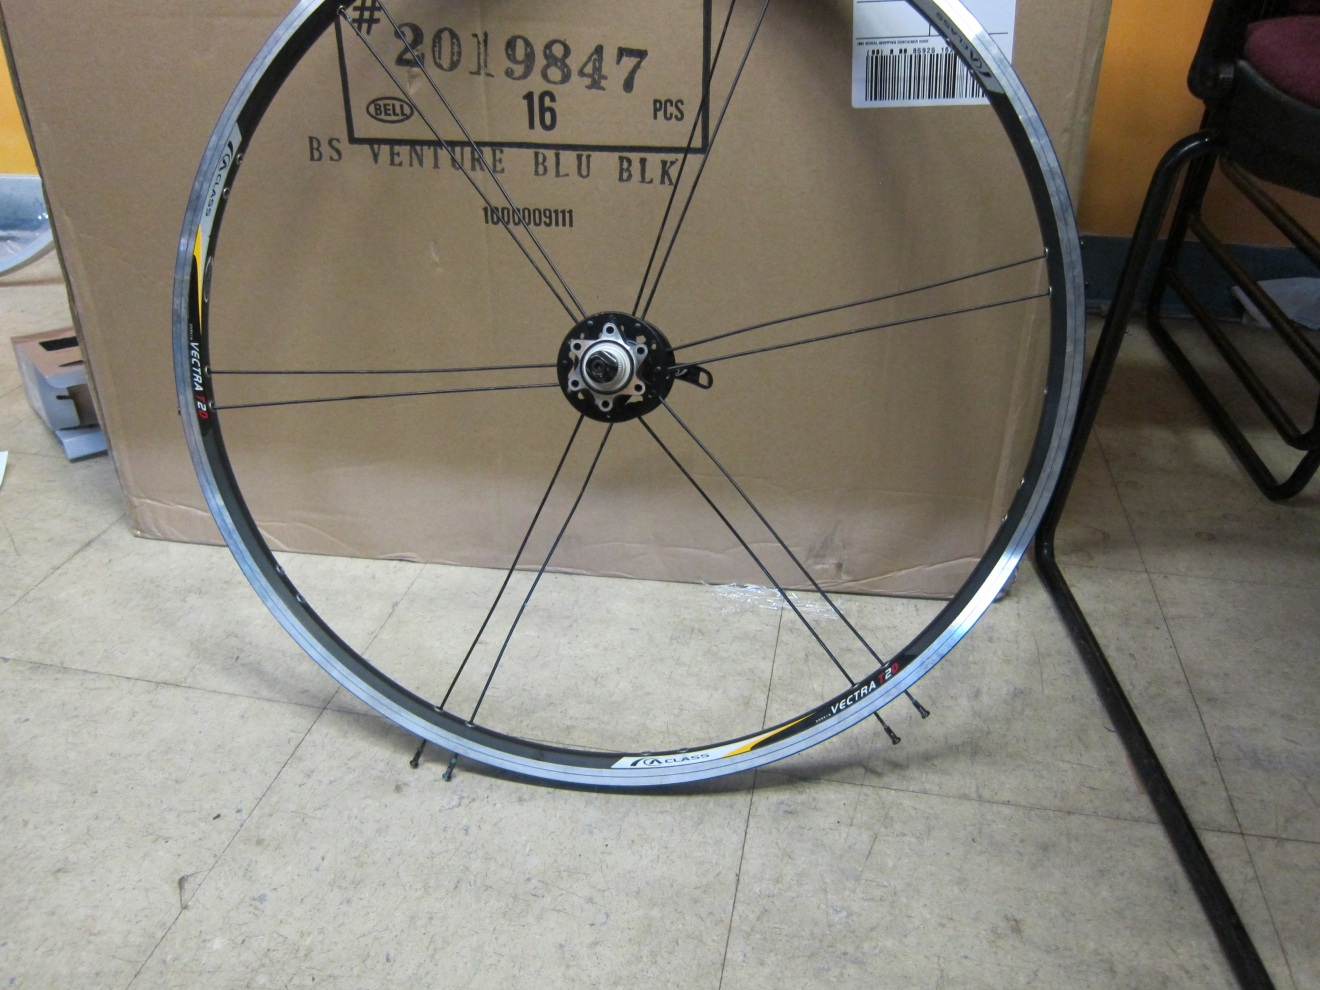 # 2019847
BELL 16 PCS
BS VENTURE BLU BLK
1000009111
A CLASS
VECTRA T20
VECTRA T20
A CLASS